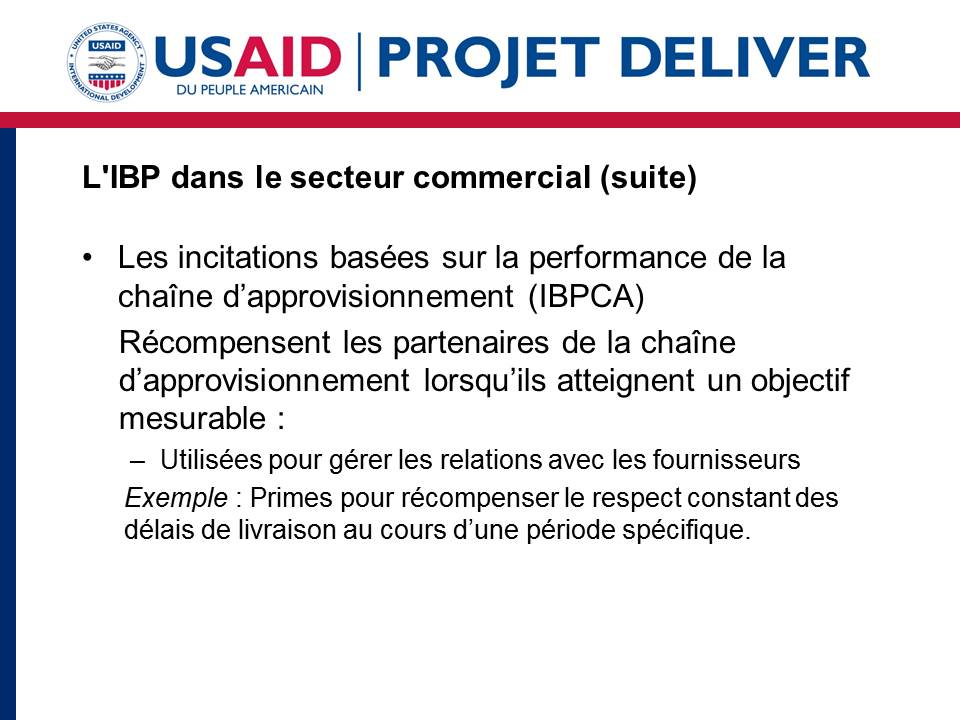 UNITED STATES AGENCY
USAID
INTERNATIONAL DEVELOPMENT
USAID | PROJET DELIVER
DU PEUPLE AMERICAIN
L'IBP dans le secteur commercial (suite)
• Les incitations basées sur la performance de la
chaîne d’approvisionnement (IBPCA)
Récompensent les partenaires de la chaîne
d’approvisionnement lorsqu’ils atteignent un objectif
mesurable :
– Utilisées pour gérer les relations avec les fournisseurs
Exemple : Primes pour récompenser le respect constant des
délais de livraison au cours d’une période spécifique.